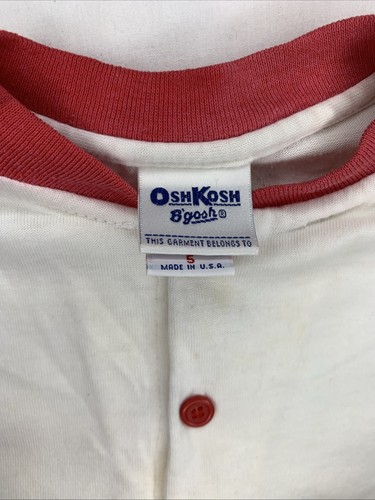 OSHKOSH
B'gosh®
THIS GARMENT BELONGS TO
5
MADE IN U.S.A.